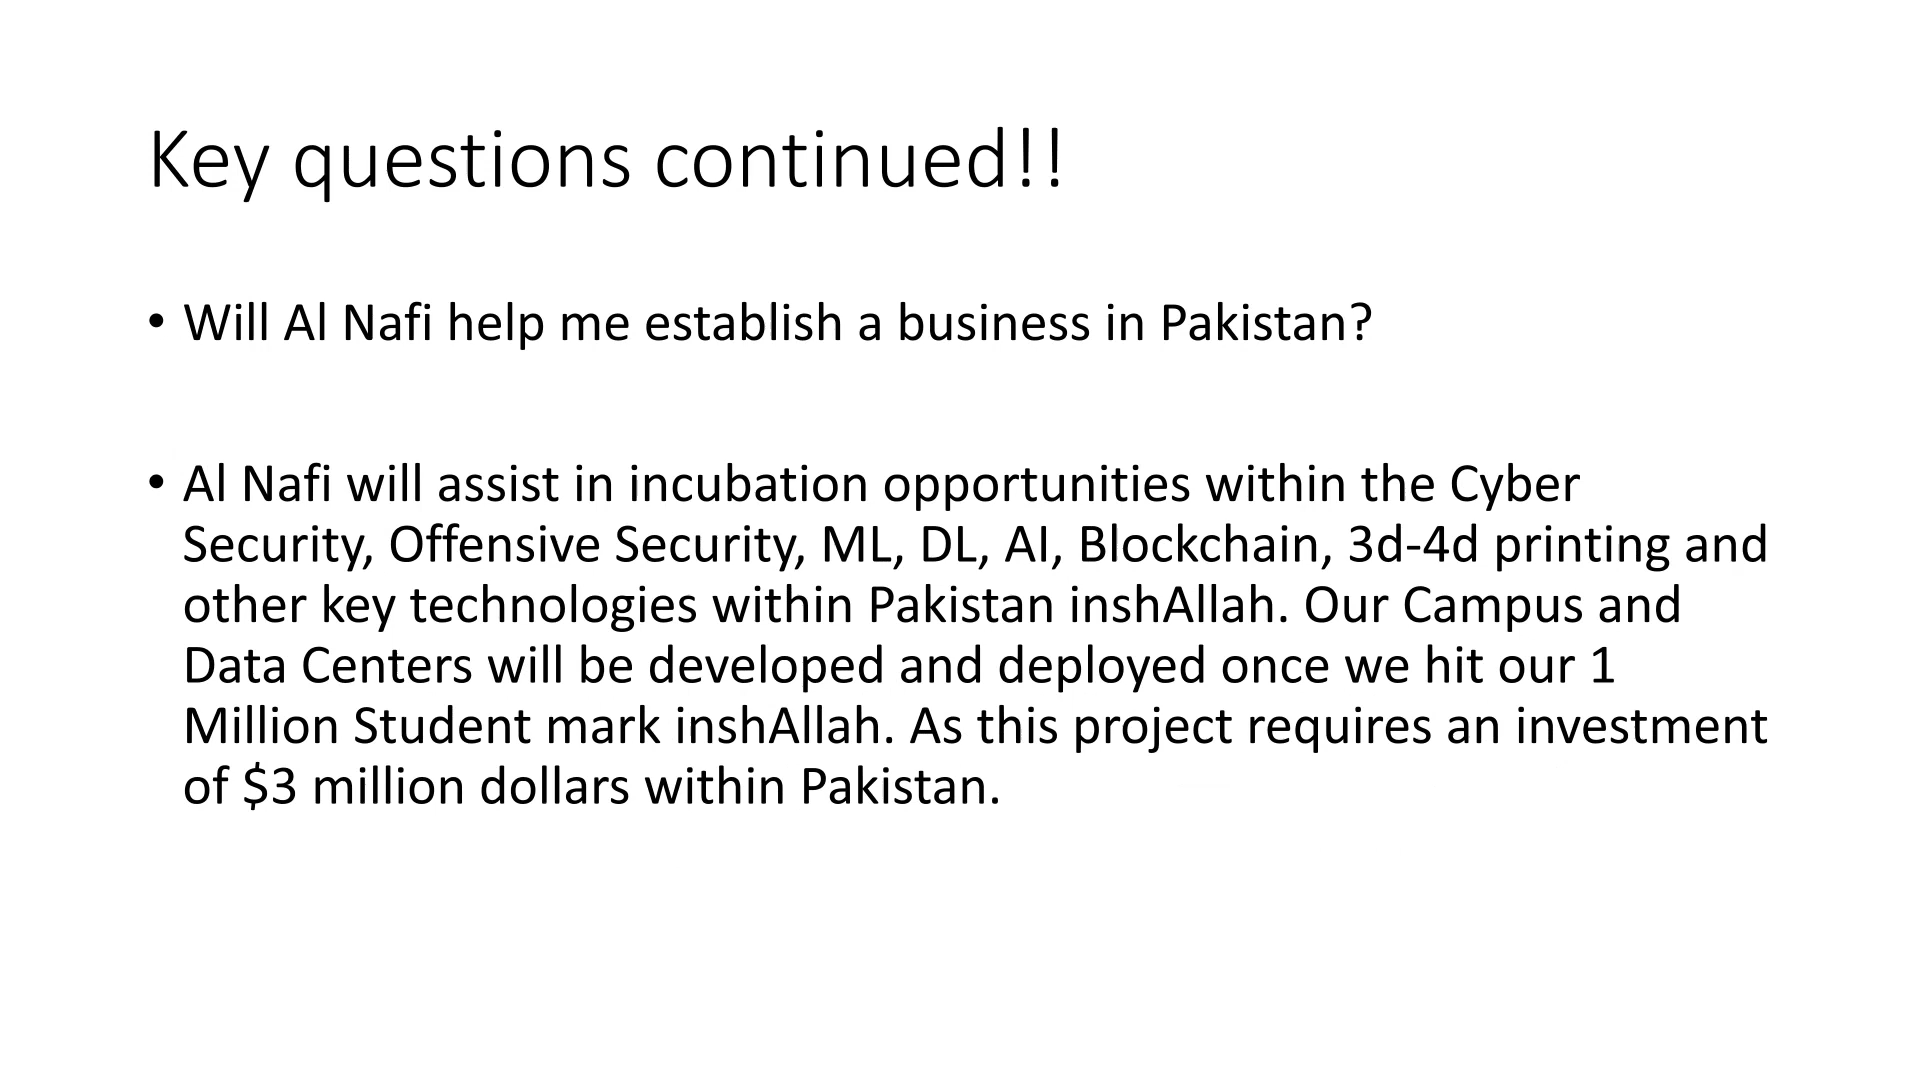 Key questions continued!!
• Will Al Nafi help me establish a business in Pakistan?
• Al Nafi will assist in incubation opportunities within the Cyber
Security, Offensive Security, ML, DL, AI, Blockchain, 3d-4d printing and
other key technologies within Pakistan inshAllah. Our Campus and
Data Centers will be developed and deployed once we hit our 1
Million Student mark inshAllah. As this project requires an investment
of $3 million dollars within Pakistan.